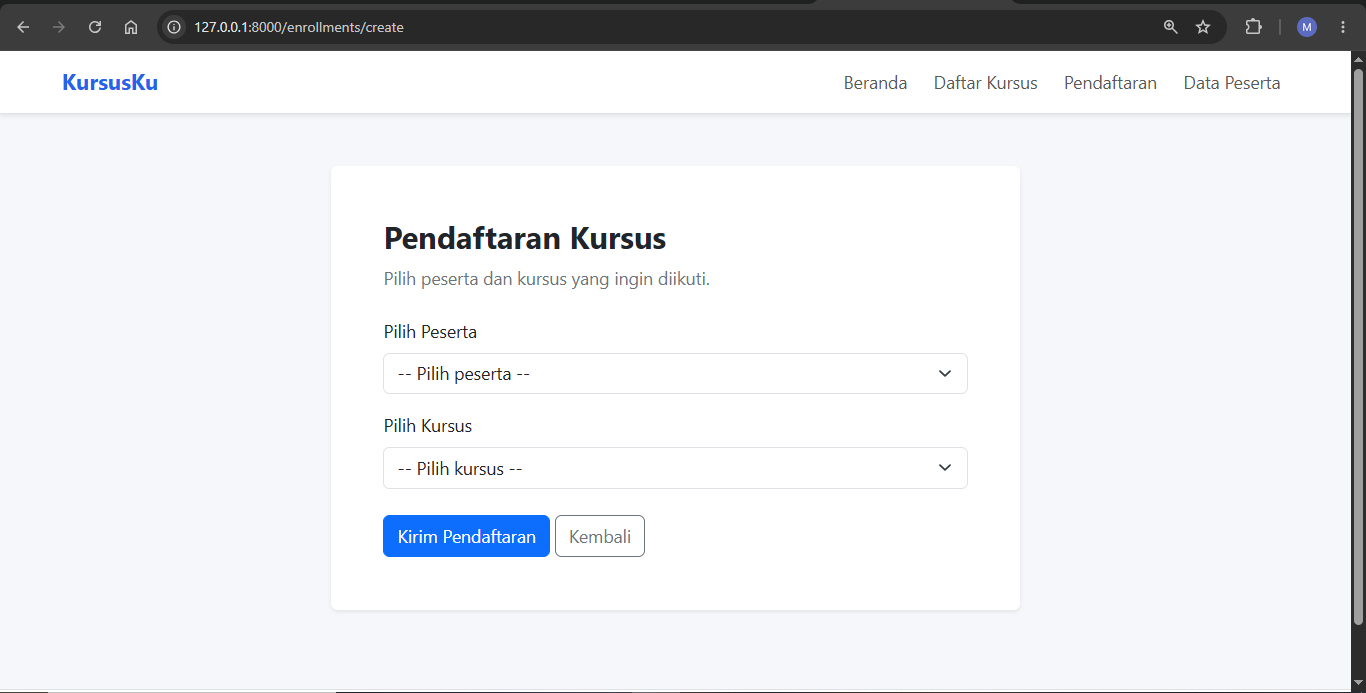 127.0.0.1:8000/enrollments/create
M
KursusKu
Beranda Daftar Kursus Pendaftaran Data Peserta
Pendaftaran Kursus
Pilih peserta dan kursus yang ingin diikuti.
Pilih Peserta
-- Pilih peserta --
Pilih Kursus
-- Pilih kursus --
Kirim Pendaftaran Kembali